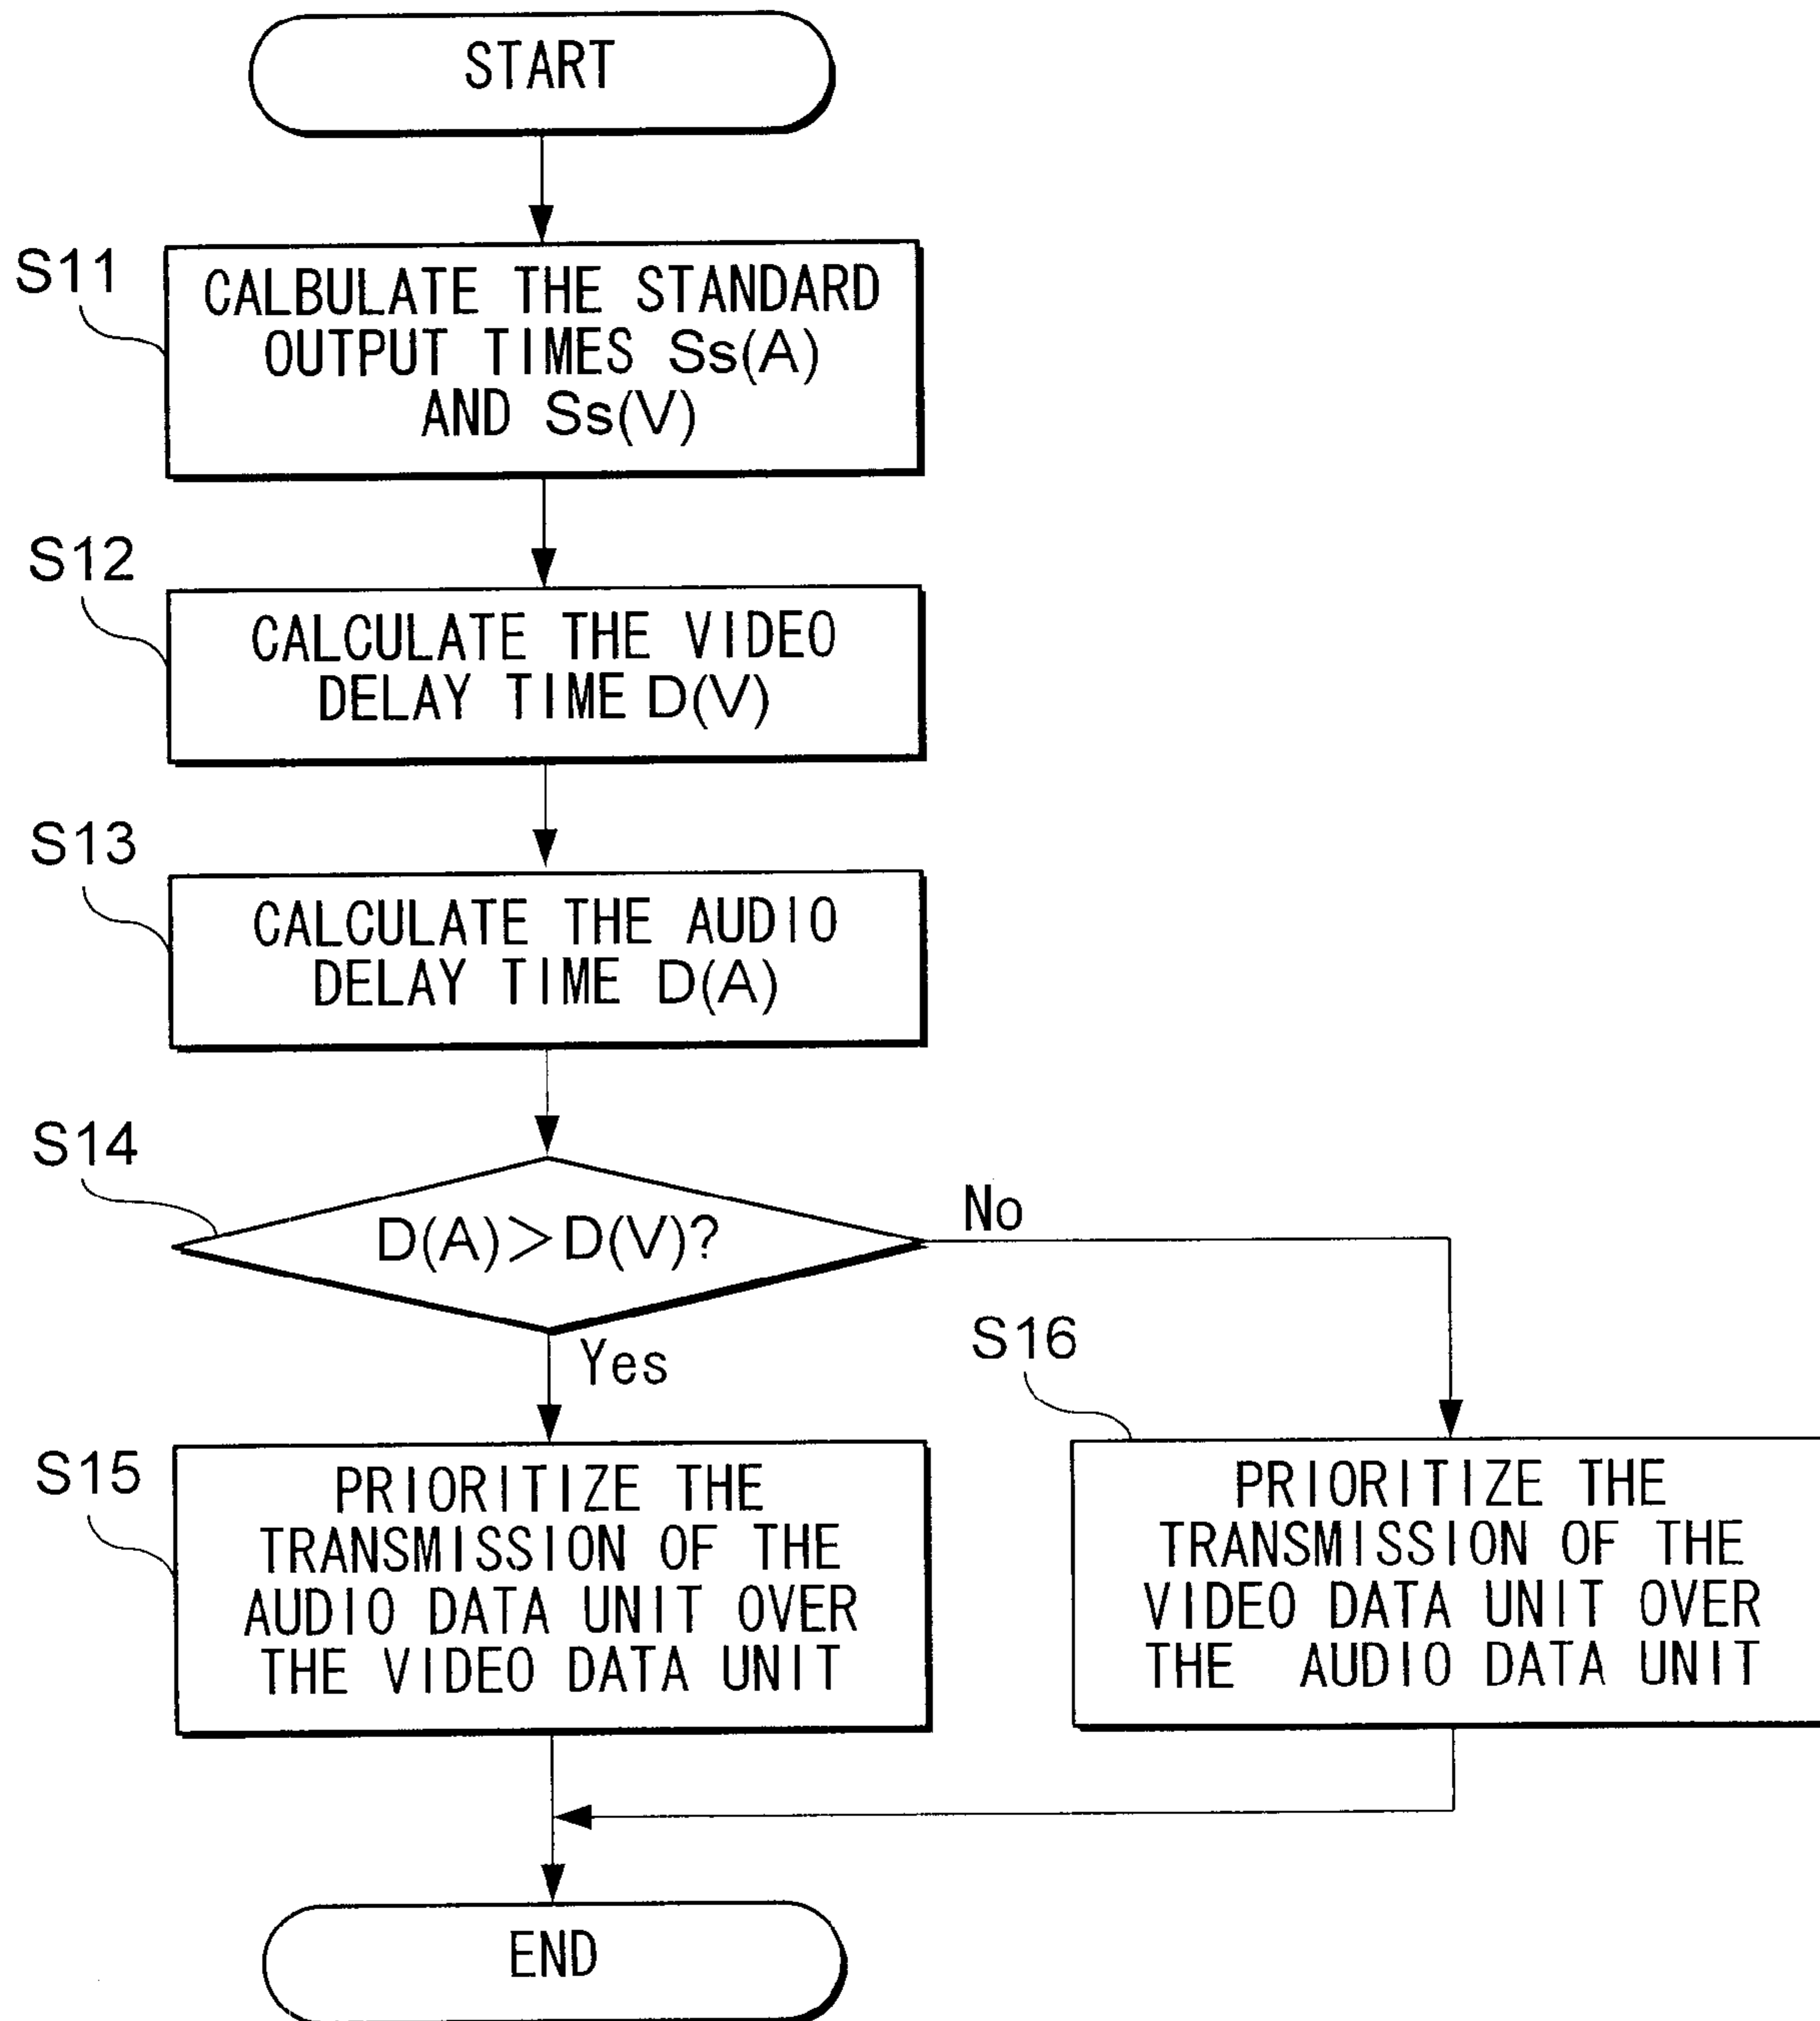 START
S11
CALBULATE THE STANDARD
OUTPUT TIMES Ss(A)
AND Ss(V)
S12
CALCULATE THE VIDEO
DELAY TIME D(V)
S13
CALCULATE THE AUDIO
DELAY TIME D(A)
S14
D(A)>D(V)?
No
Yes
S15
PRIORITIZE THE
TRANSMISSION OF THE
AUDIO DATA UNIT OVER
THE VIDEO DATA UNIT
S16
PRIORITIZE THE
TRANSMISSION OF THE
VIDEO DATA UNIT OVER
THE AUDIO DATA UNIT
END